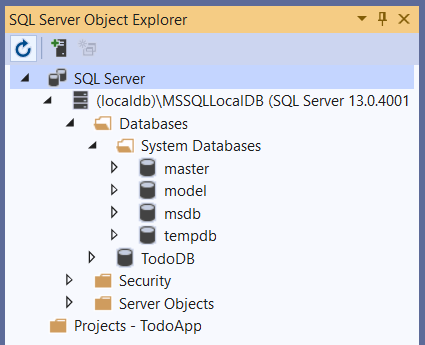 SQL Server Object Explorer
SQL Server
(localdb)\MSSQLLocalDB (SQL Server 13.0.4001
Databases
System Databases
master
model
msdb
tempdb
TodoDB
Security
Server Objects
Projects - TodoApp